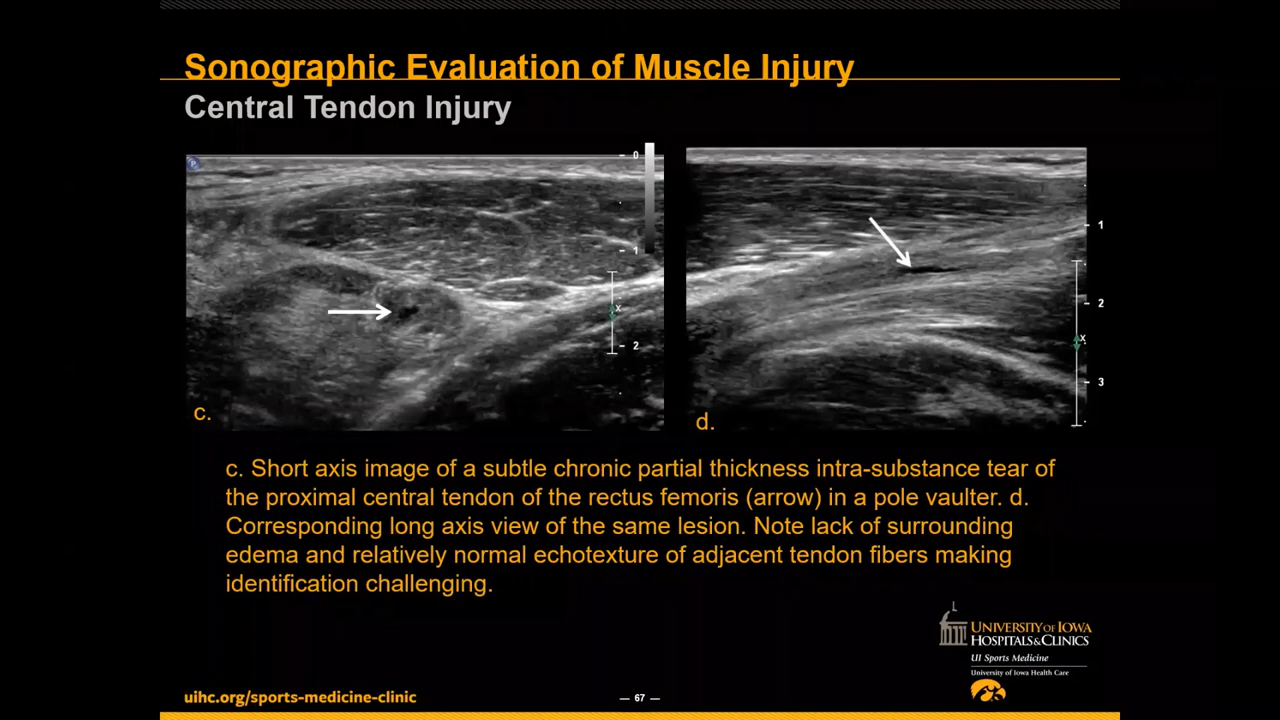 Sonographic Evaluation of Muscle Injury
Central Tendon Injury
P
0
1
x
2
c.
1
2
x
3
d.
c. Short axis image of a subtle chronic partial thickness intra-substance tear of
the proximal central tendon of the rectus femoris (arrow) in a pole vaulter. d.
Corresponding long axis view of the same lesion. Note lack of surrounding
edema and relatively normal echotexture of adjacent tendon fibers making
identification challenging.
UNIVERSITY OF IOWA
HOSPITALS & CLINICS
UI Sports Medicine
University of Iowa Health Care
uihc.org/sports-medicine-clinic
— 67 —